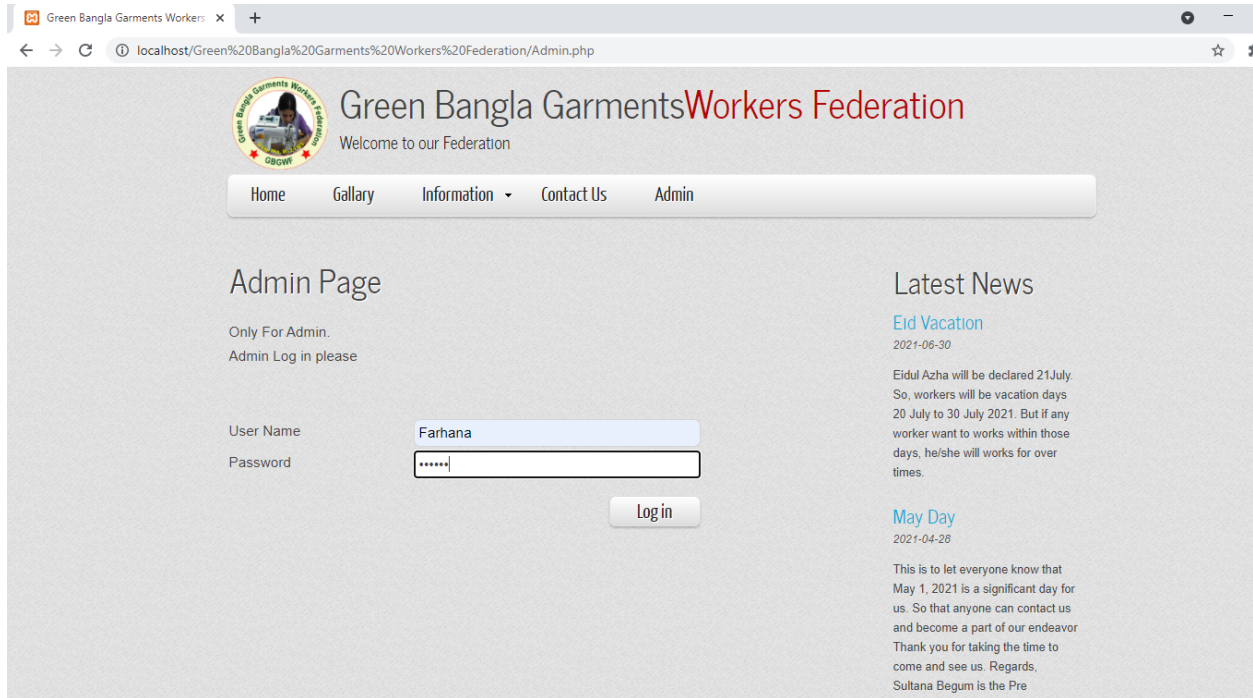 Green Bangla Garments Workers
localhost/Green%20Bangla%20Garments%20Workers%20Federation/Admin.php
Green Bangla Garments Workers Federation
GBGWF
Green Bangla GarmentsWorkers Federation
Welcome to our Federation
Home Gallary Information Contact Us Admin
Admin Page
Only For Admin.
Admin Log in please
User Name Farhana
Password ••••••
Log in
Latest News
Eid Vacation
2021-06-30
Eidul Azha will be declared 21July.
So, workers will be vacation days
20 July to 30 July 2021. But if any
worker want to works within those
days, he/she will works for over
times.
May Day
2021-04-28
This is to let everyone know that
May 1, 2021 is a significant day for
us. So that anyone can contact us
and become a part of our endeavor
Thank you for taking the time to
come and see us. Regards,
Sultana Begum is the Pre